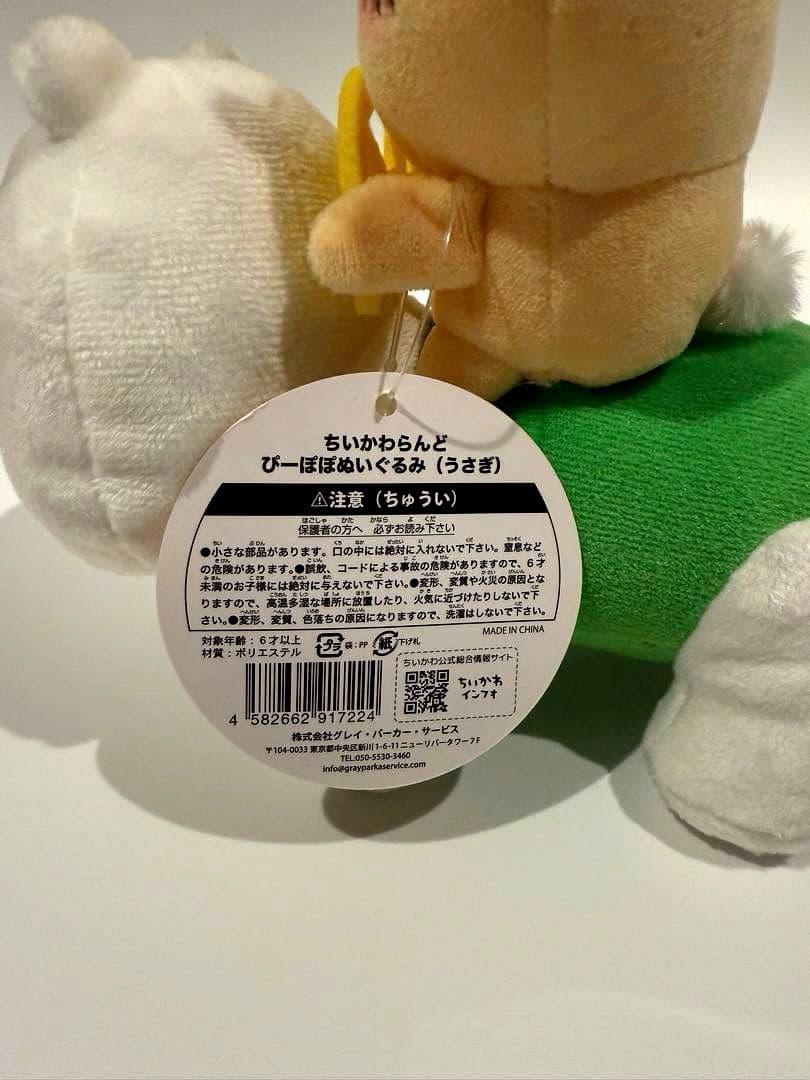 ちいかわらんど
ぴーぽぽぬいぐるみ（うさぎ）
⚠注意（ちゅうい）
保護者の方へ 必ずお読み下さい
●小さな部品があります。口の中には絶対に入れないで下さい。窒息など
の危険があります。●誤飲、コードによる事故の危険がありますので、6才
未満のお子様には絶対に与えないで下さい。●変形、変質や火災の原因とな
りますので、高温多湿な場所に放置したり、火気に近づけたりしないで下
さい。●変形、変質、色落ちの原因になりますので、洗濯はしないで下さい。
MADE IN CHINA
対象年齢：6才以上
材質：ポリエステル
プラ 袋：PP 紙 下げ札
ちいかわ公式総合情報サイト
ちいかわ
インフォ
4 582662 917224
株式会社グレイ・パーカー・サービス
〒104-0033 東京都中央区新川1-6-11ニューリバータワー7F
TEL:050-5530-3460
info@grayparkaservice.com